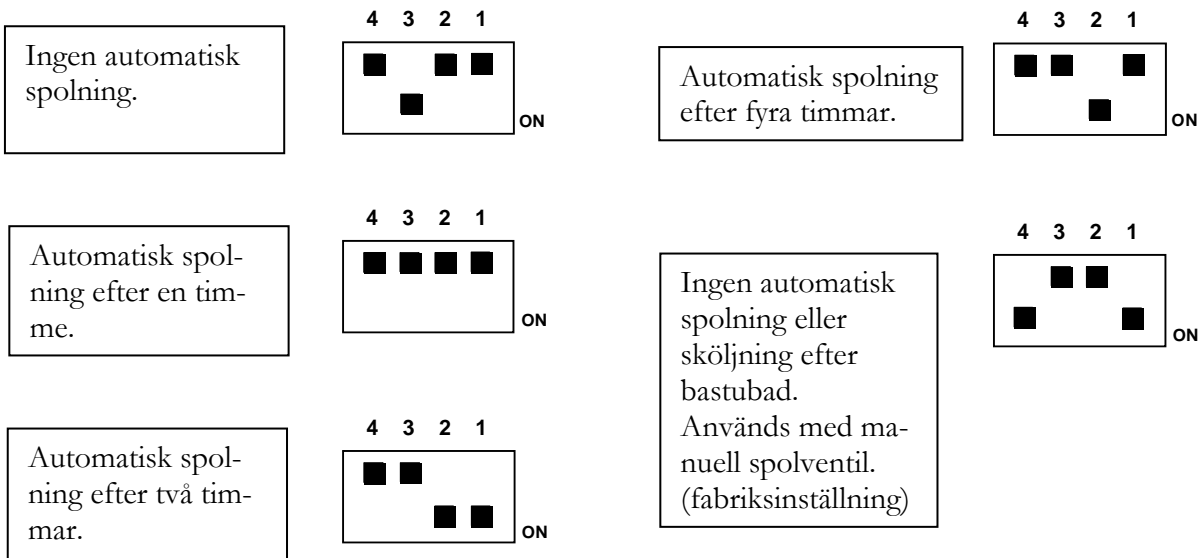 4 3 2 1
Ingen automatisk
spolning.
ON
4 3 2 1
Automatisk spol-
ning efter en tim-
me.
ON
4 3 2 1
Automatisk spol-
ning efter två tim-
mar.
ON
4 3 2 1
Automatisk spolning
efter fyra timmar.
ON
4 3 2 1
Ingen automatisk
spolning eller
sköljning efter
bastubad.
Används med ma-
nuell spolventil.
(fabriksinställning)
ON